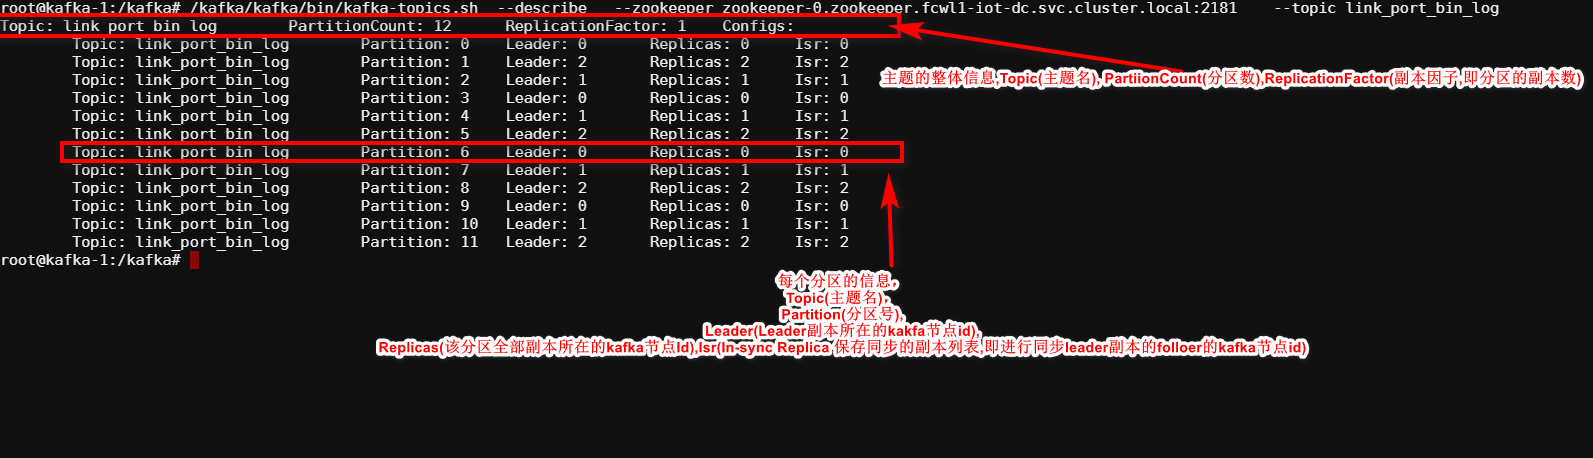 root@kafka-1:/kafka# /kafka/kafka/bin/kafka-topics.sh --describe --zookeeper zookeeper-0.zookeeper.fcwl1-iot-dc.svc.cluster.local:2181 --topic link_port_bin_log
Topic: link_port_bin_log PartitionCount: 12 ReplicationFactor: 1 Configs:
Topic: link_port_bin_log Partition: 0 Leader: 0 Replicas: 0 Isr: 0
Topic: link_port_bin_log Partition: 1 Leader: 2 Replicas: 2 Isr: 2
Topic: link_port_bin_log Partition: 2 Leader: 1 Replicas: 1 Isr: 1
Topic: link_port_bin_log Partition: 3 Leader: 0 Replicas: 0 Isr: 0
Topic: link_port_bin_log Partition: 4 Leader: 1 Replicas: 1 Isr: 1
Topic: link_port_bin_log Partition: 5 Leader: 2 Replicas: 2 Isr: 2
Topic: link_port_bin_log Partition: 6 Leader: 0 Replicas: 0 Isr: 0
Topic: link_port_bin_log Partition: 7 Leader: 1 Replicas: 1 Isr: 1
Topic: link_port_bin_log Partition: 8 Leader: 2 Replicas: 2 Isr: 2
Topic: link_port_bin_log Partition: 9 Leader: 0 Replicas: 0 Isr: 0
Topic: link_port_bin_log Partition: 10 Leader: 1 Replicas: 1 Isr: 1
Topic: link_port_bin_log Partition: 11 Leader: 2 Replicas: 2 Isr: 2
root@kafka-1:/kafka#
主题的整体信息,Topic(主题名), PartiionCount(分区数),ReplicationFactor(副本因子,即分区的副本数)
每个分区的信息,
Topic(主题名),
Partition(分区号),
Leader(Leader副本所在的kakfa节点id),
Replicas(该分区全部副本所在的kafka节点Id),Isr(In-sync Replica 保存同步的副本列表,即进行同步leader副本的folloer的kafka节点id)